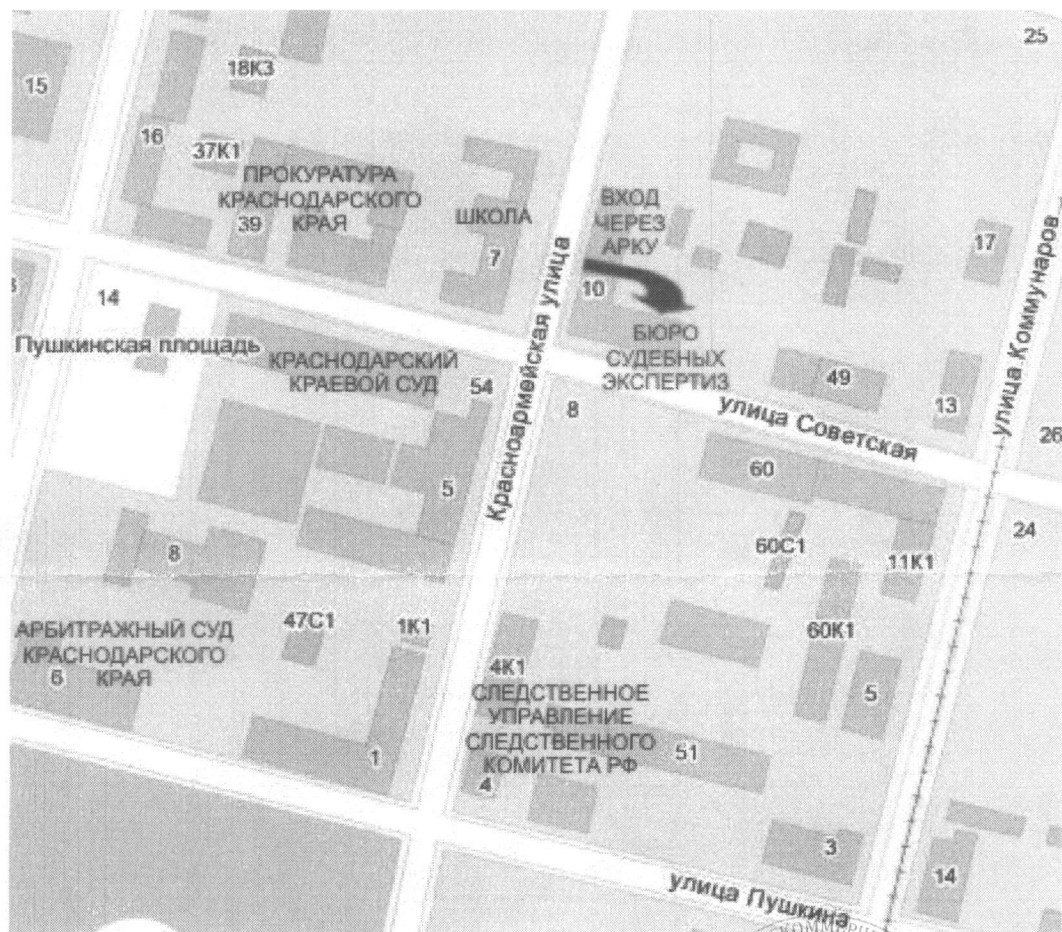 25
15
18К3
16
37К1
ПРОКУРАТУРА
КРАСНОДАРСКОГО
КРАЯ
39
ШКОЛА
7
ВХОД
ЧЕРЕЗ
АРКУ
10
17
улица Коммунаров
Красноармейская улица
14
Пушкинская площадь
КРАСНОДАРСКИЙ
КРАЕВОЙ СУД
54
БЮРО
СУДЕБНЫХ
ЭКСПЕРТИЗ
8
49
13
улица Советская
26
60
5
24
60С1
11К1
8
47С1
1К1
60К1
АРБИТРАЖНЫЙ СУД
КРАСНОДАРСКОГО
КРАЯ
6
4К1
СЛЕДСТВЕННОЕ
УПРАВЛЕНИЕ
СЛЕДСТВЕННОГО
КОМИТЕТА РФ
5
51
1
4
3
14
улица Пушкина